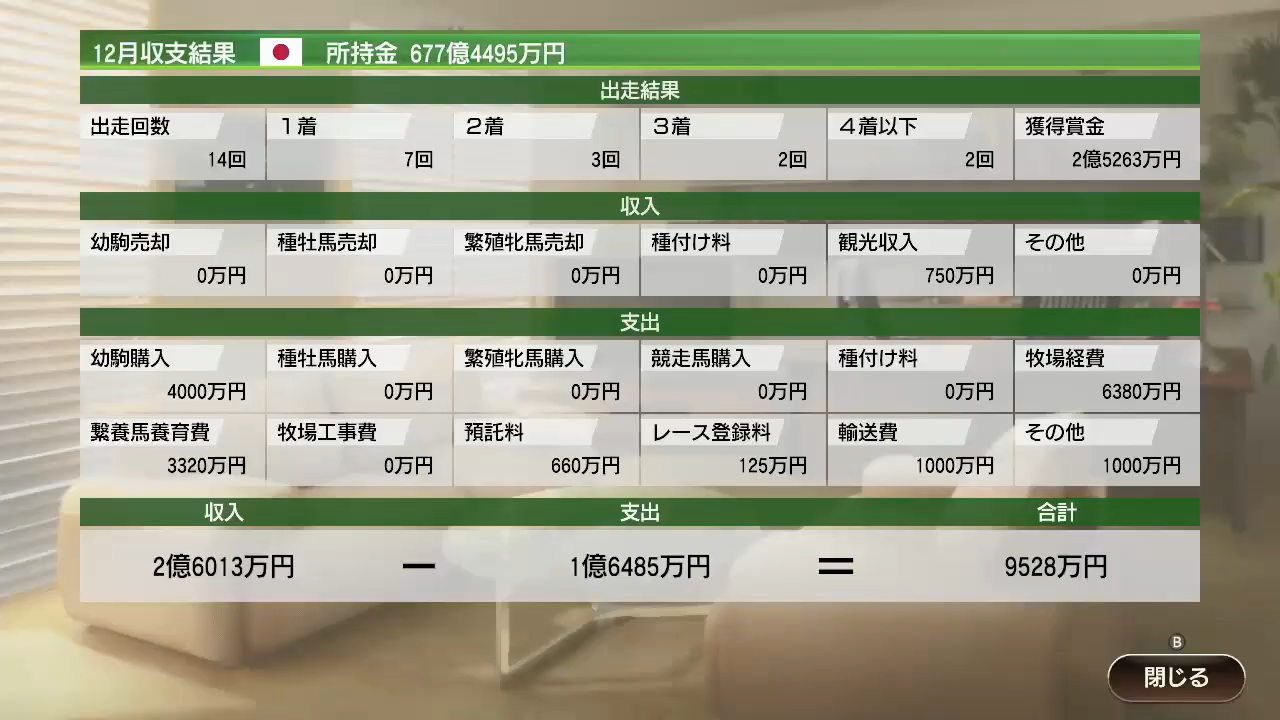 12月収支結果 所持金 677億4495万円
出走結果
出走回数 1着 2着 3着 4着以下 獲得賞金
14回 7回 3回 2回 2回 2億5263万円
収入
幼駒売却 種牡馬売却 繁殖牝馬売却 種付け料 観光収入 その他
0万円 0万円 0万円 0万円 750万円 0万円
支出
幼駒購入 種牡馬購入 繁殖牝馬購入 競走馬購入 種付け料 牧場経費
4000万円 0万円 0万円 0万円 0万円 6380万円
繋養馬養育費 牧場工事費 預託料 レース登録料 輸送費 その他
3320万円 0万円 660万円 125万円 1000万円 1000万円
収入 支出 合計
2億6013万円 － 1億6485万円 ＝ 9528万円
B
閉じる